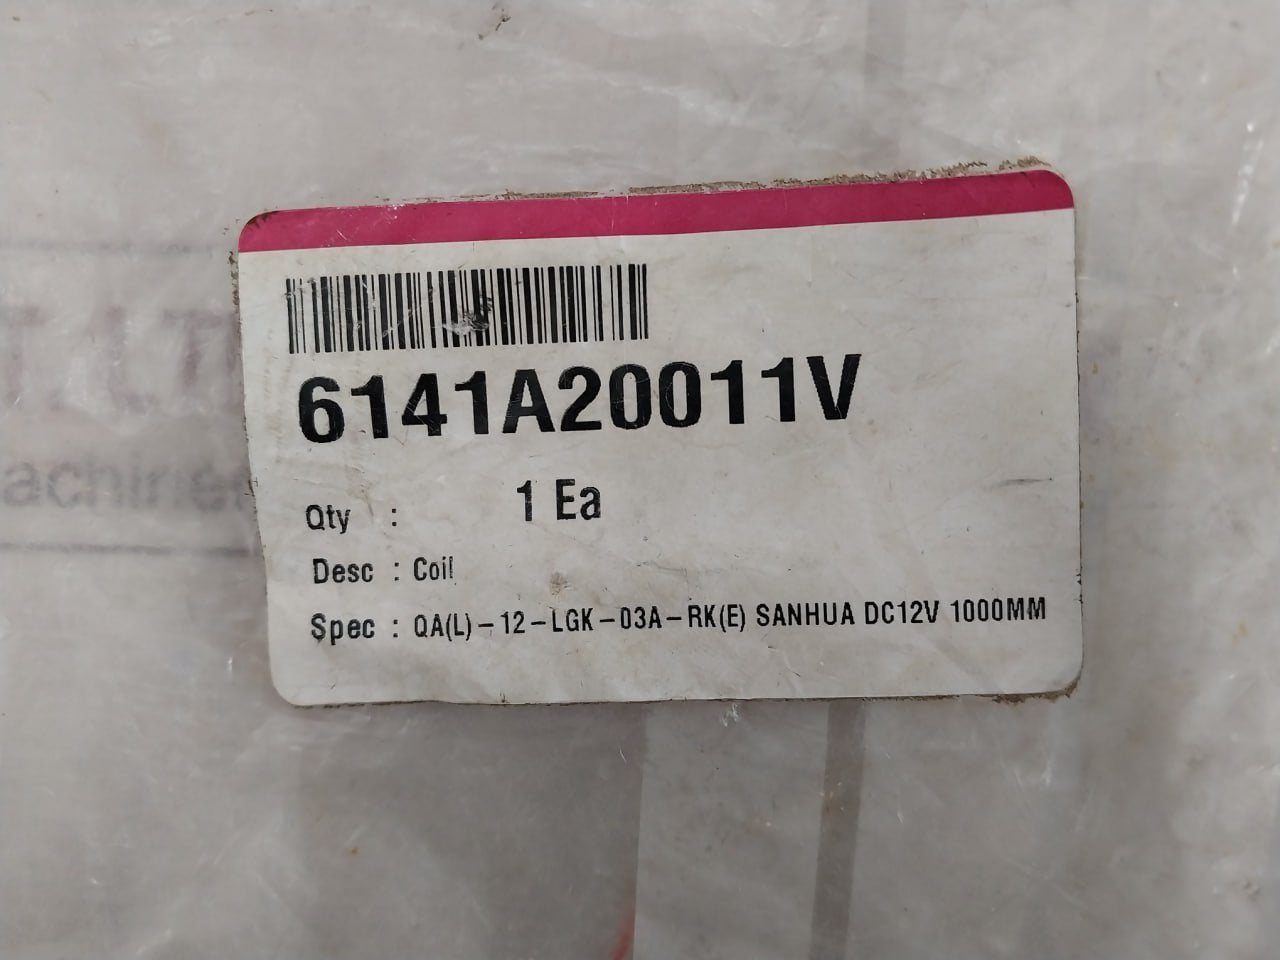 6141A20011V
Qty : 1 Ea
Desc : Coil
Spec : QA(L)-12-LGK-03A-RK(E) SANHUA DC12V 1000MM